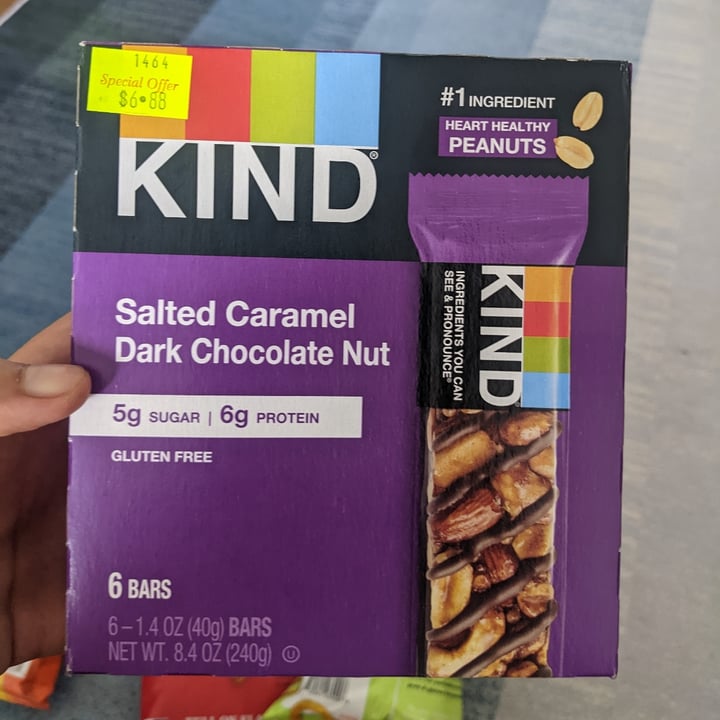 1464
Special Offer
$6.88
KIND®
#1 INGREDIENT
HEART HEALTHY
PEANUTS
Salted Caramel
Dark Chocolate Nut
5g SUGAR | 6g PROTEIN
GLUTEN FREE
6 BARS
6–1.4 OZ (40g) BARS
NET WT. 8.4 OZ (240g) U
KIND
INGREDIENTS YOU CAN
SEE & PRONOUNCE®